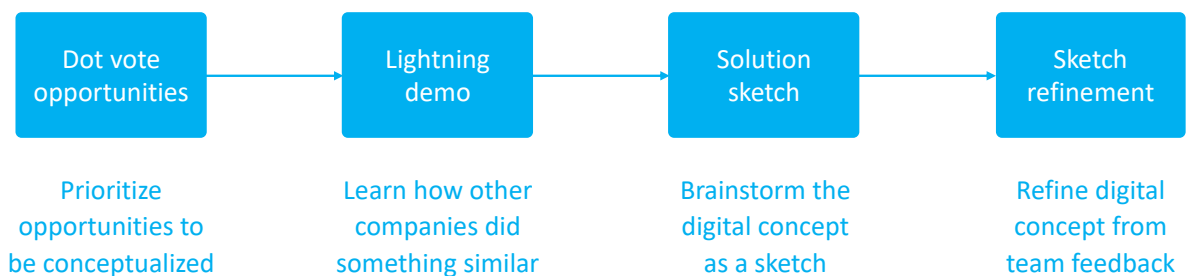 Dot vote
opportunities
Lightning
demo
Solution
sketch
Sketch
refinement
Prioritize
opportunities to
be conceptualized
Learn how other
companies did
something similar
Brainstorm the
digital concept
as a sketch
Refine digital
concept from
team feedback